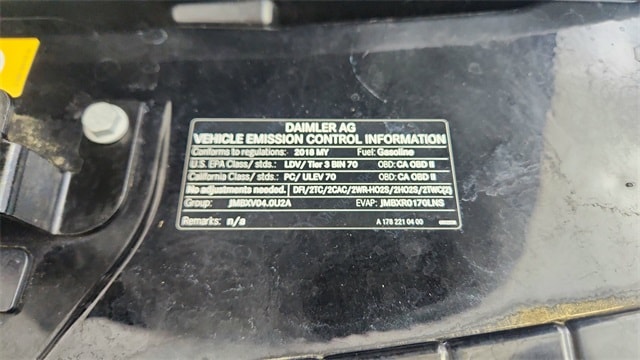 DAIMLER AG
VEHICLE EMISSION CONTROL INFORMATION
Conforms to regulations: 2018 MY Fuel: Gasoline
U.S. EPA Class/ stds.: LDV/ Tier 3 BIN 70 OBD: CA OBD II
California Class/ stds.: PC/ ULEV 70 OBD: CA OBD II
No adjustments needed. DFI/2TC/2CAC/2WR-HO2S/2HO2S/2TWC(2)
Group: JMBXV04.0U2A EVAP: JMBXR0170LNS
Remarks: n/a A 178 221 04 00